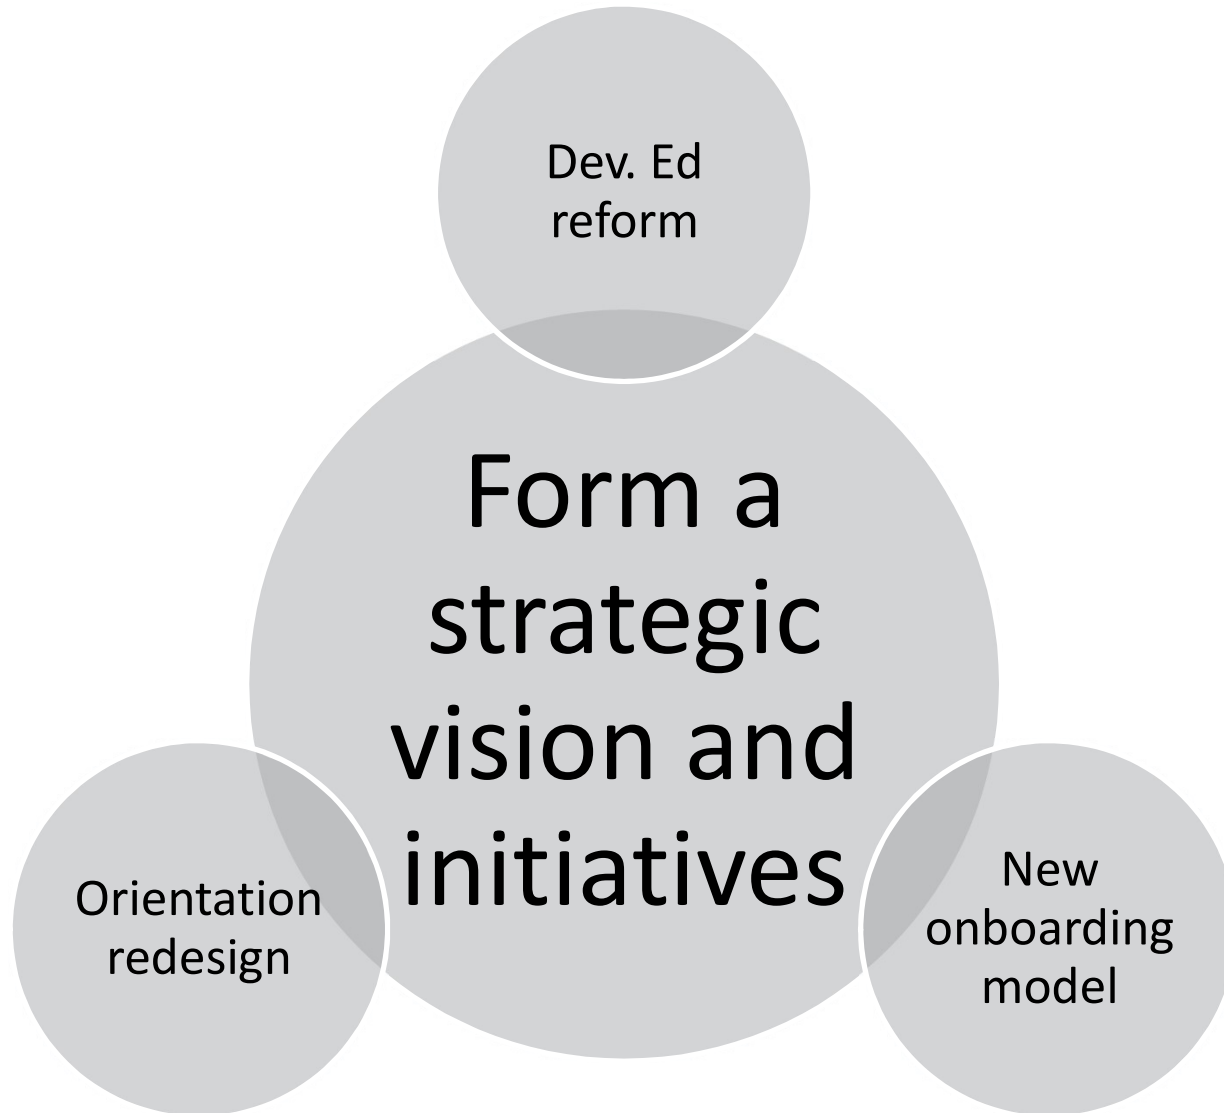 Dev. Ed
reform
Form a
strategic
vision and
initiatives
Orientation
redesign
New
onboarding
model